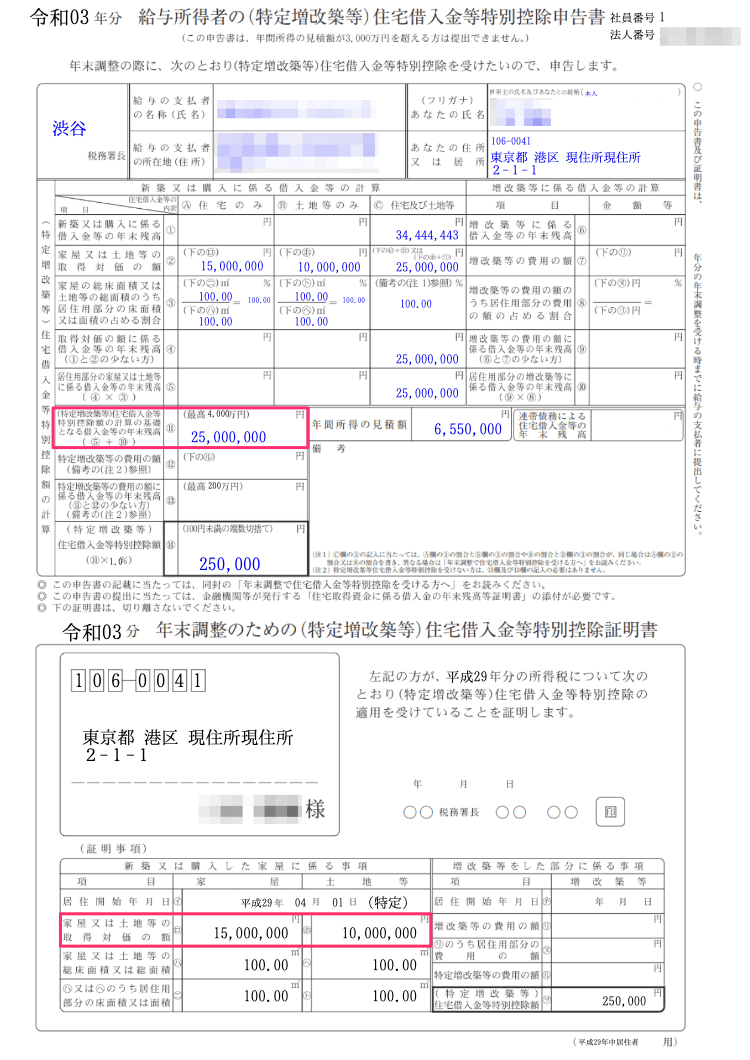 令和03 年分 給与所得者の(特定増改築等)住宅借入金等特別控除申告書 社員番号 1
(この申告書は、年間所得の見積額が3,000万円を超える方は提出できません。) 法人番号
年末調整の際に、次のとおり(特定増改築等)住宅借入金等特別控除を受けたいので、申告します。
渋谷
税務署長
給与の支払者
の名称(氏名)
(フリガナ)
あなたの氏名
世帯主の氏名及びあなたとの続柄(本人 )
給与の支払者
の所在地(住所)
あなたの住所
又は居所
106-0041
東京都 港区 現住所現住所
2-1-1
○ この申告書及び証明書は、 年分の年末調整を受ける時までに給与の支払者に提出してください。
(特定増改築等)住宅借入金等特別控除額の計算
新築又は購入に係る借入金等の計算 増改築等に係る借入金等の計算
項目 住宅借入金等の内訳 Ⓐ 住宅のみ Ⓑ 土地等のみ Ⓒ 住宅及び土地等 項目 金額等
新築又は購入に係る
借入金等の年末残高 ① 円 円 34,444,443 円
増改築等に係る
借入金等の年末残高 ⑥ 円
家屋又は土地等の
取得対価の額 ②
(下の㋺) 円 15,000,000
(下の㋭) 円 10,000,000
(下の㋺+㋭)又は 円 25,000,000
増改築等の費用の額 ⑦ (下の㋷) 円
家屋の総床面積又は
土地等の総面積のうち
居住用部分の床面積
又は面積の占める割合 ③
(下の㋥)㎡ %
100.00
(下の㋩)㎡ = 100.00
100.00
(下の㋣)㎡ %
100.00
(下の㋬)㎡ = 100.00
100.00
(備考の(注1)参照) %
100.00
増改築等の費用の額の
うち居住用部分の費用
の額の占める割合 ⑧
(下の㋦)円 %
(下の㋷)円 =
取得対価の額に係る
借入金等の年末残高
(①と②の少ない方) ④ 円 円 25,000,000 円
増改築等の費用の額に
係る借入金等の年末残高
(⑥と⑦の少ない方) ⑨ 円
居住用部分の家屋又は土地等
に係る借入金等の年末残高
(④×③) ⑤ 円 円 25,000,000 円
居住用部分の増改築等に
係る借入金等の年末残高
(⑨×⑧) ⑩ 円
(特定増改築等)住宅借入金等
特別控除額の計算の基礎
となる借入金等の年末残高
(⑤+⑩) ⑪
(最高 4,000万円) 円
25,000,000
年間所得の見積額 6,550,000 円
連帯債務による
住宅借入金等の
年末残高 円
備考
特定増改築等の費用の額
(備考の(注2)参照) ⑫ (下の㋸) 円
特定増改築等の費用の額に
係る借入金等の年末残高
(⑪と⑫の少ない方)
(備考の(注2)参照) ⑬ (最高 200万円) 円
(特定増改築等)
住宅借入金等特別控除額
(⑪×1.0%) ⑭
(100円未満の端数切捨て) 円
250,000
(注1)Ⓒ欄の③の記入に当たっては、Ⓐ欄の③の割合とⒷ欄の③の割合が、同じ場合はⒶ欄の③の
(注2)特定増改築等住宅借入金等特別控除を受けない方は、⑫欄及び⑬欄の記入の必要はありません。
◎ この申告書の記載に当たっては、同封の「年末調整で住宅借入金等特別控除を受ける方へ」をお読みください。
◎ この申告書の提出に当たっては、金融機関等が発行する「住宅取得資金に係る借入金の年末残高等証明書」の添付が必要です。
◎ 下の証明書は、切り離さないでください。
令和03 分 年末調整のための(特定増改築等)住宅借入金等特別控除証明書
106-0041
東京都 港区 現住所現住所
2-1-1
様
左記の方が、平成29年分の所得税について次の
とおり(特定増改築等)住宅借入金等特別控除の
適用を受けていることを証明します。
年 月 日
○○ 税務署長 ○○ ○○ 印
(証明事項)
新築又は購入した家屋に係る事項 増改築等をした部分に係る事項
項目 家屋 土地等 項目 増改築等
居住開始年月日 ㋑ 平成29年 04 月 01 日 (特定) 居住開始年月日 ㋠ 年 月 日
家屋又は土地等の
取得対価の額 ㋺ 15,000,000 円 ㋭ 10,000,000 円
増改築等の費用の額 ㋷ 円
家屋又は土地等の
総床面積又は総面積 ㋩ 100.00 ㎡ ㋬ 100.00 ㎡
㋷のうち居住用部分の
費用の額 ㋦ 円
特定増改築等の費用の額 ㋸ 円
㋩又は㋬のうち居住用
部分の床面積又は面積 ㋥ 100.00 ㎡ ㋣ 100.00 ㎡
(特定増改築等)
住宅借入金等特別控除額 ㋾ 250,000 円
(平成29年中居住者 用)